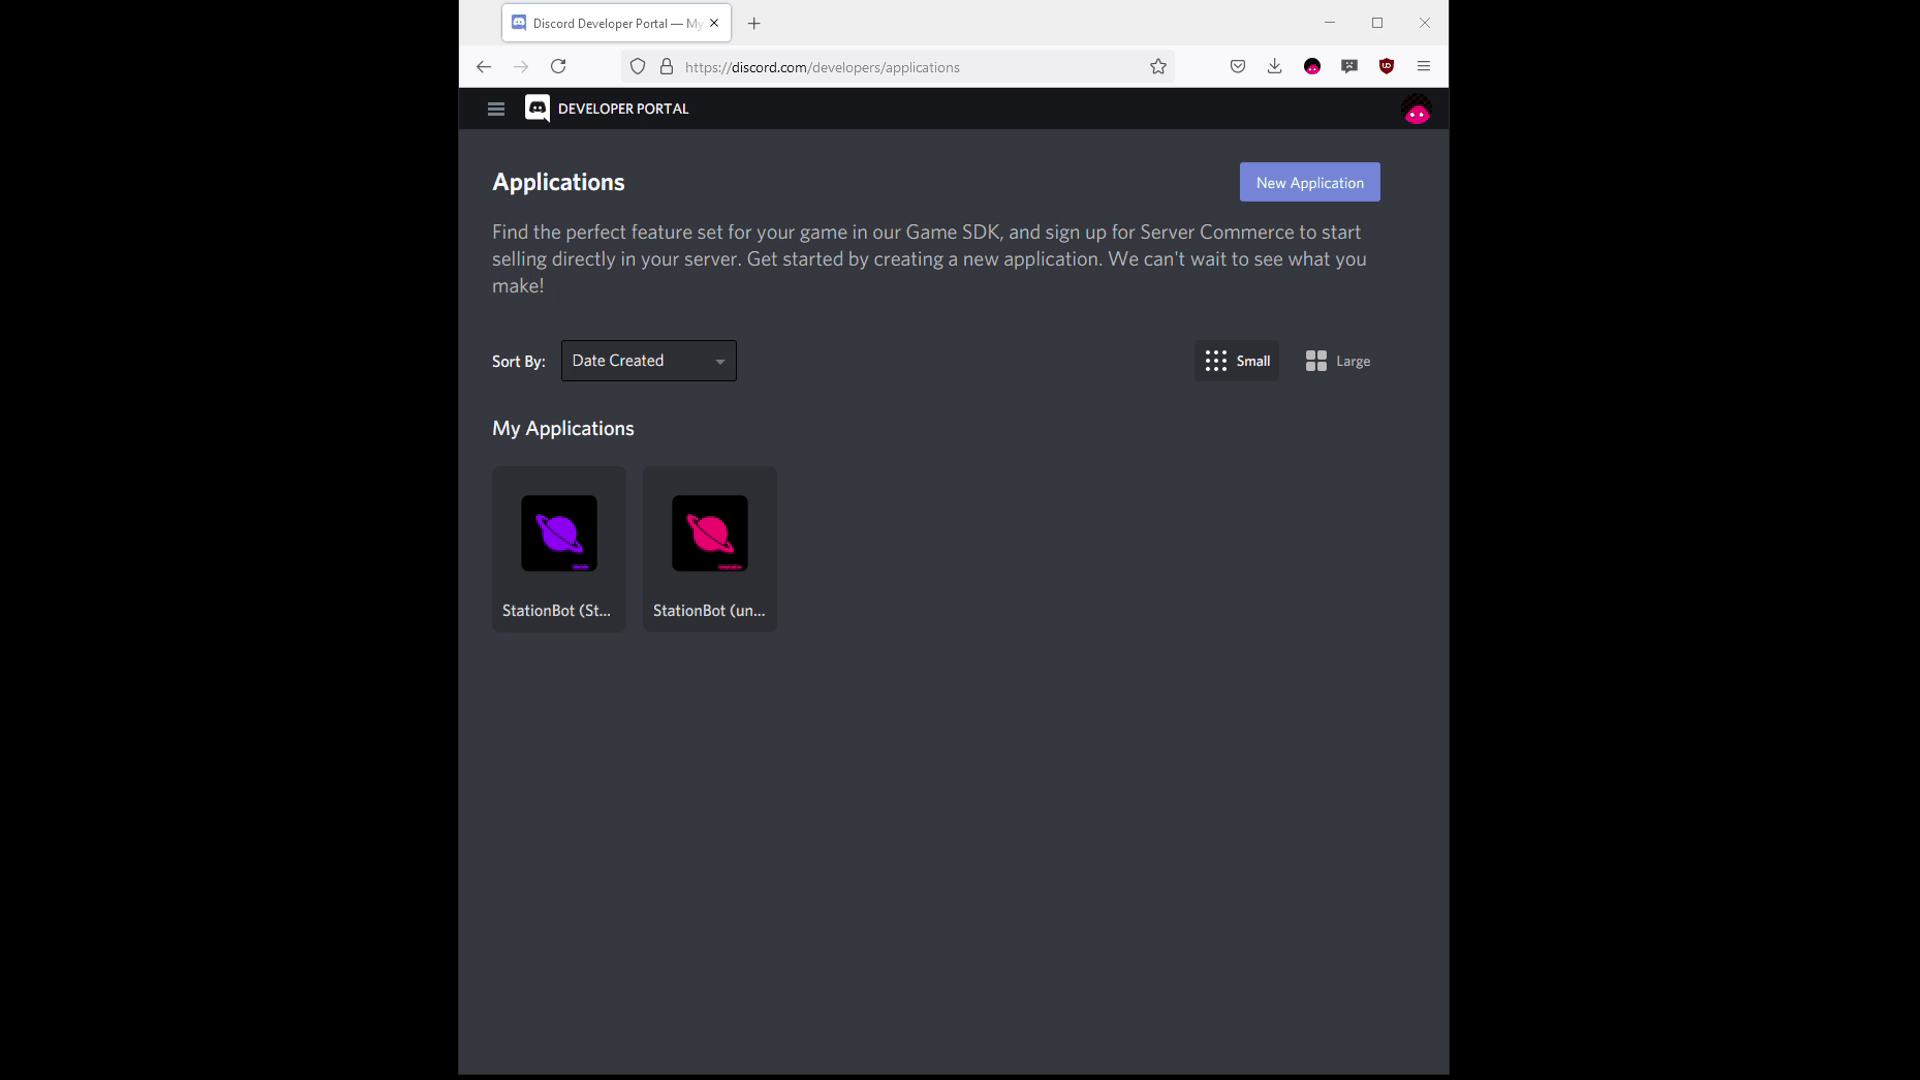 Discord Developer Portal — My
https://discord.com/developers/applications
DEVELOPER PORTAL
Applications
New Application
Find the perfect feature set for your game in our Game SDK, and sign up for Server Commerce to start
selling directly in your server. Get started by creating a new application. We can't wait to see what you
make!
Sort By:
Date Created
Small
Large
My Applications
StationBot (St...
StationBot (un...